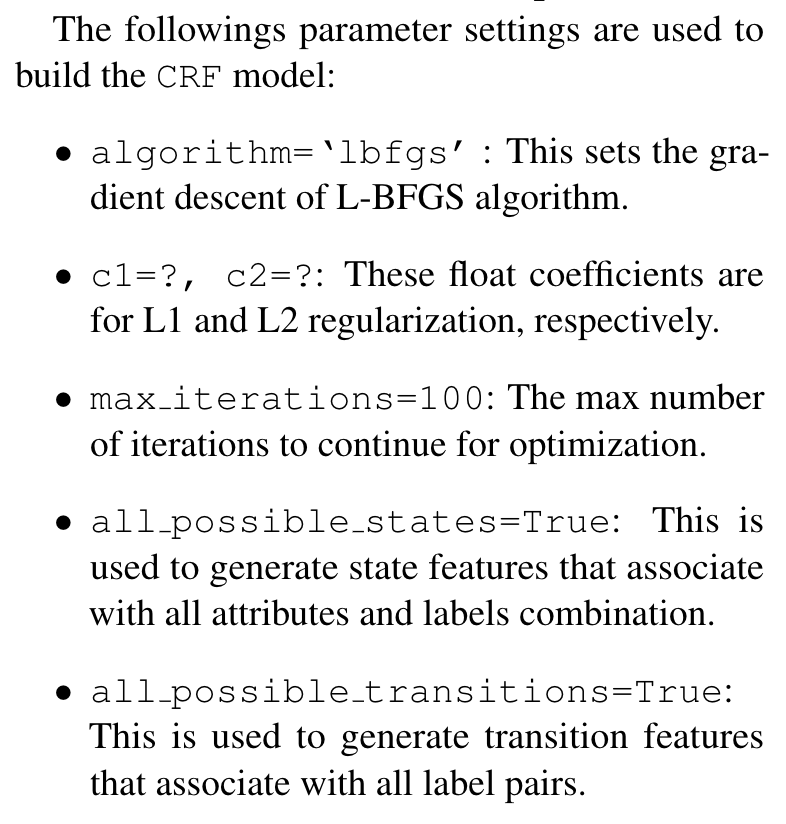 The followings parameter settings are used to
build the CRF model:
• algorithm=‘lbfgs’ : This sets the gra-
dient descent of L-BFGS algorithm.
• c1=?, c2=?: These float coefficients are
for L1 and L2 regularization, respectively.
• max_iterations=100: The max number
of iterations to continue for optimization.
• all_possible_states=True: This is
used to generate state features that associate
with all attributes and labels combination.
• all_possible_transitions=True:
This is used to generate transition features
that associate with all label pairs.